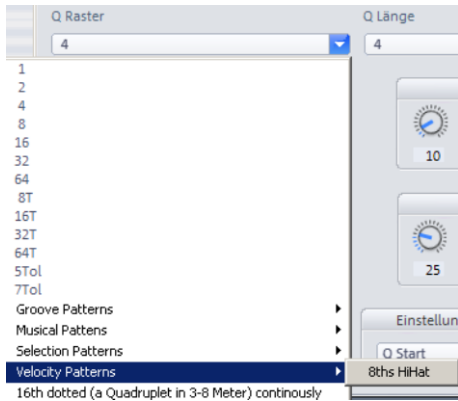 Q Raster
Q Länge
4
4
1
2
4
8
16
32
64
8T
16T
32T
64T
5Tol
7Tol
Groove Patterns
Musical Pattens
Selection Patterns
Velocity Patterns
16th dotted (a Quadruplet in 3-8 Meter) continously
8ths HiHat
10
25
Einstellun
Q Start